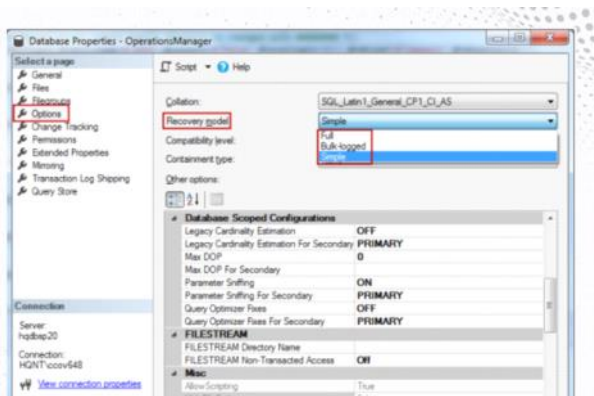 Database Properties - OperationsManager
Select a page
General
Files
Filegroups
Options
Change Tracking
Permissions
Extended Properties
Mirroring
Transaction Log Shipping
Query Store
Script Help
Collation: SQL_Latin1_General_CP1_CI_AS
Recovery model: Simple
Full
Bulk-logged
Simple
Compatibility level:
Containment type:
Other options:
Database Scoped Configurations
Legacy Cardinality Estimation OFF
Legacy Cardinality Estimation For Secondary PRIMARY
Max DOP 0
Max DOP For Secondary
Parameter Sniffing ON
Parameter Sniffing For Secondary PRIMARY
Query Optimizer Fixes OFF
Query Optimizer Fixes For Secondary PRIMARY
FILESTREAM
FILESTREAM Directory Name
FILESTREAM Non-Transacted Access Off
Misc
Allow Scripting True
Connection
Server:
hqdbsp20
Connection:
HQNT\ccov648
View connection properties